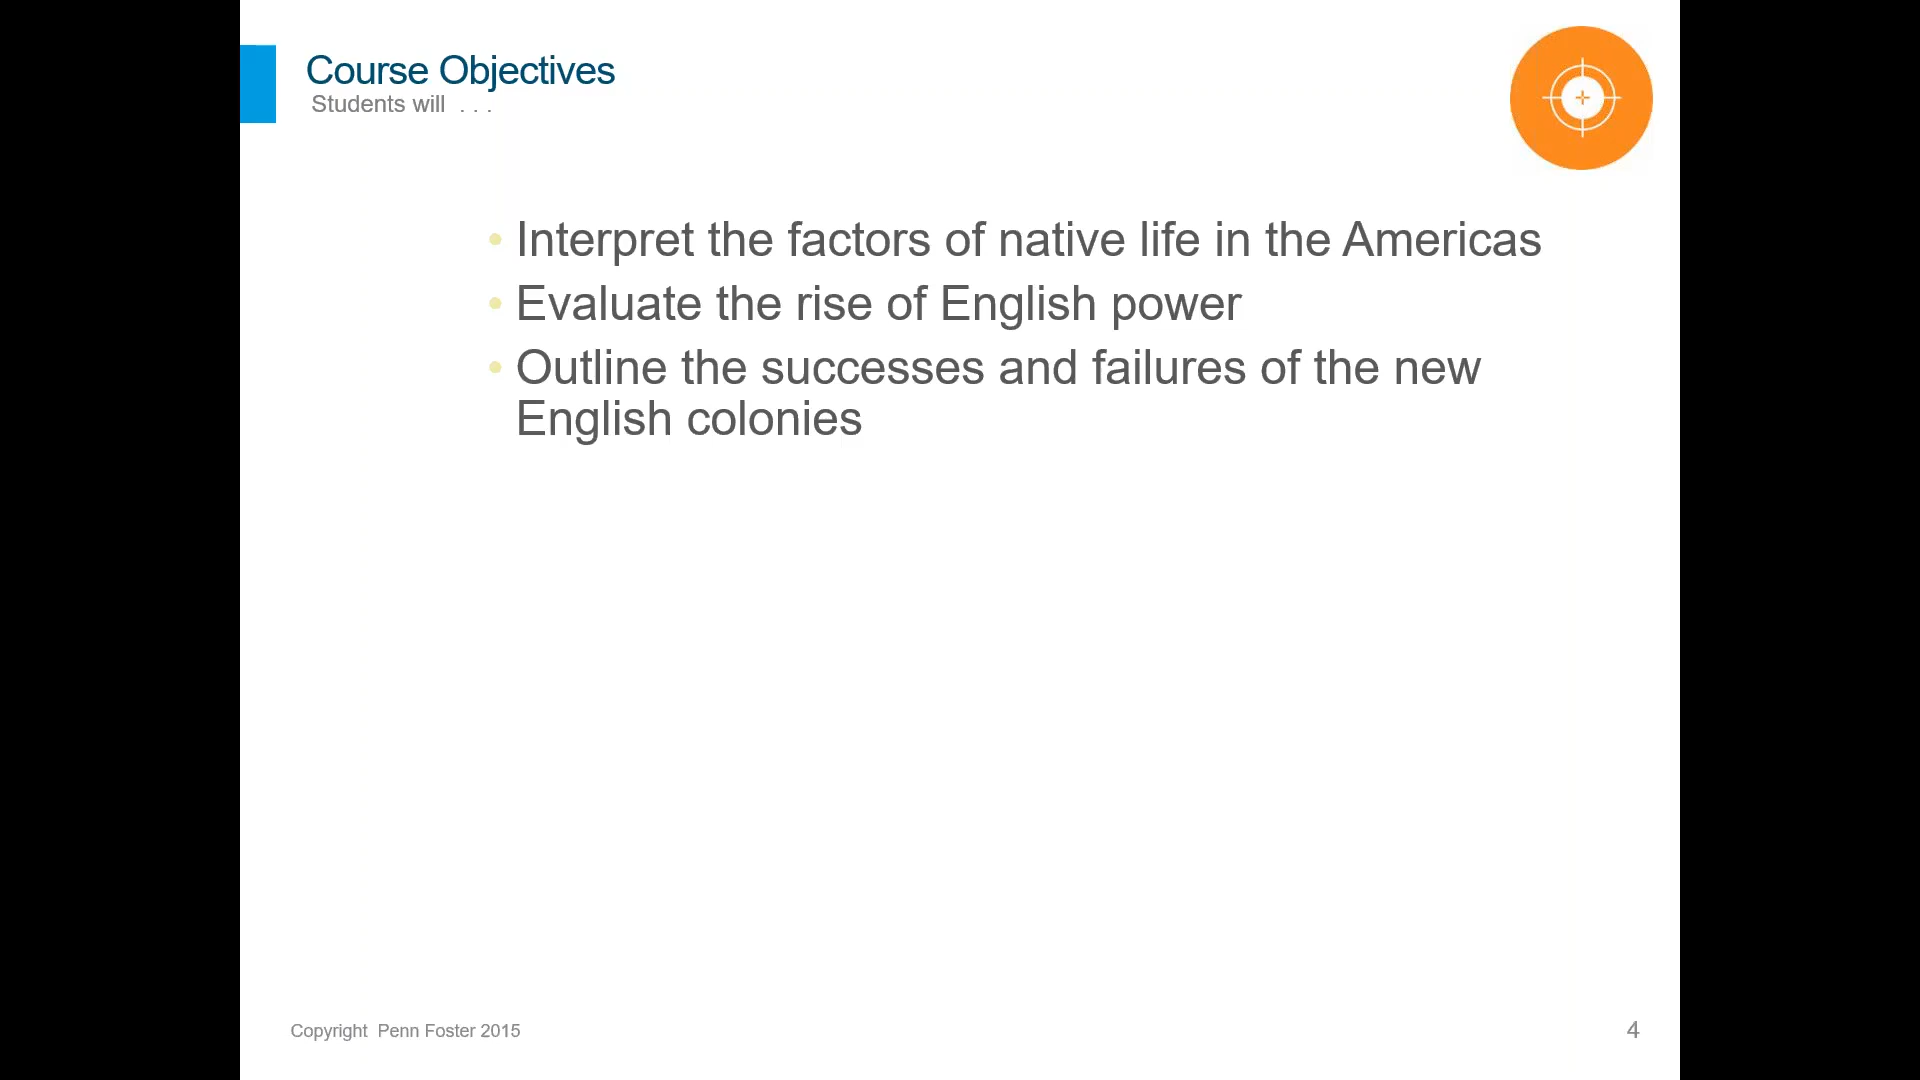 Course Objectives
Students will . . .
• Interpret the factors of native life in the Americas
• Evaluate the rise of English power
• Outline the successes and failures of the new
English colonies
Copyright Penn Foster 2015
4